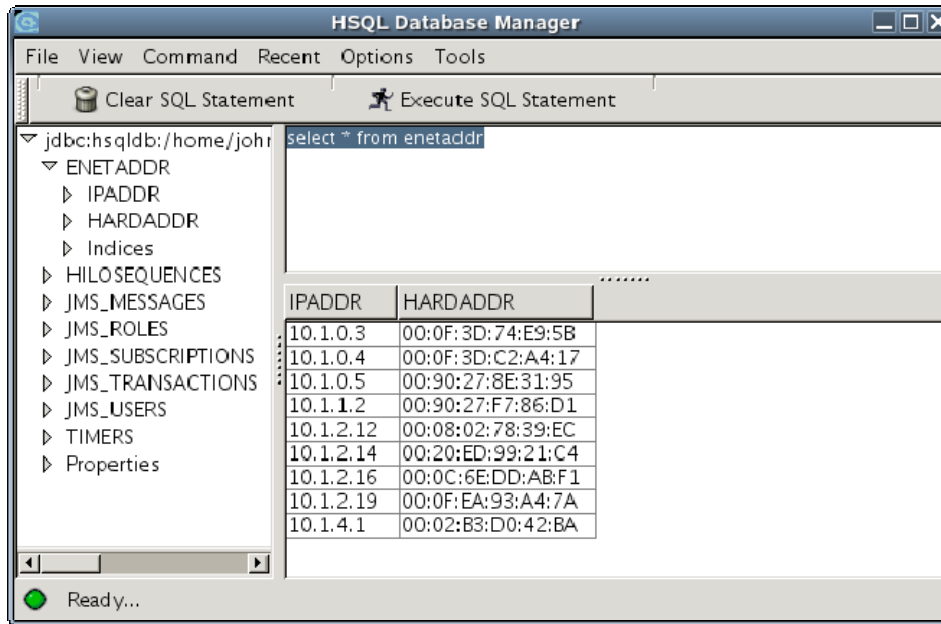 HSQL Database Manager
File View Command Recent Options Tools
Clear SQL Statement Execute SQL Statement
jdbc:hsqldb:/home/john
ENETADDR
IPADDR
HARDADDR
Indices
HILOSEQUENCES
JMS_MESSAGES
JMS_ROLES
JMS_SUBSCRIPTIONS
JMS_TRANSACTIONS
JMS_USERS
TIMERS
Properties
select * from enetaddr
IPADDR HARDADDR
10.1.0.3 00:0F:3D:74:E9:5B
10.1.0.4 00:0F:3D:C2:A4:17
10.1.0.5 00:90:27:8E:31:95
10.1.1.2 00:90:27:F7:86:D1
10.1.2.12 00:08:02:78:39:EC
10.1.2.14 00:20:ED:99:21:C4
10.1.2.16 00:0C:6E:DD:AB:F1
10.1.2.19 00:0F:EA:93:A4:7A
10.1.4.1 00:02:B3:D0:42:BA
Ready...